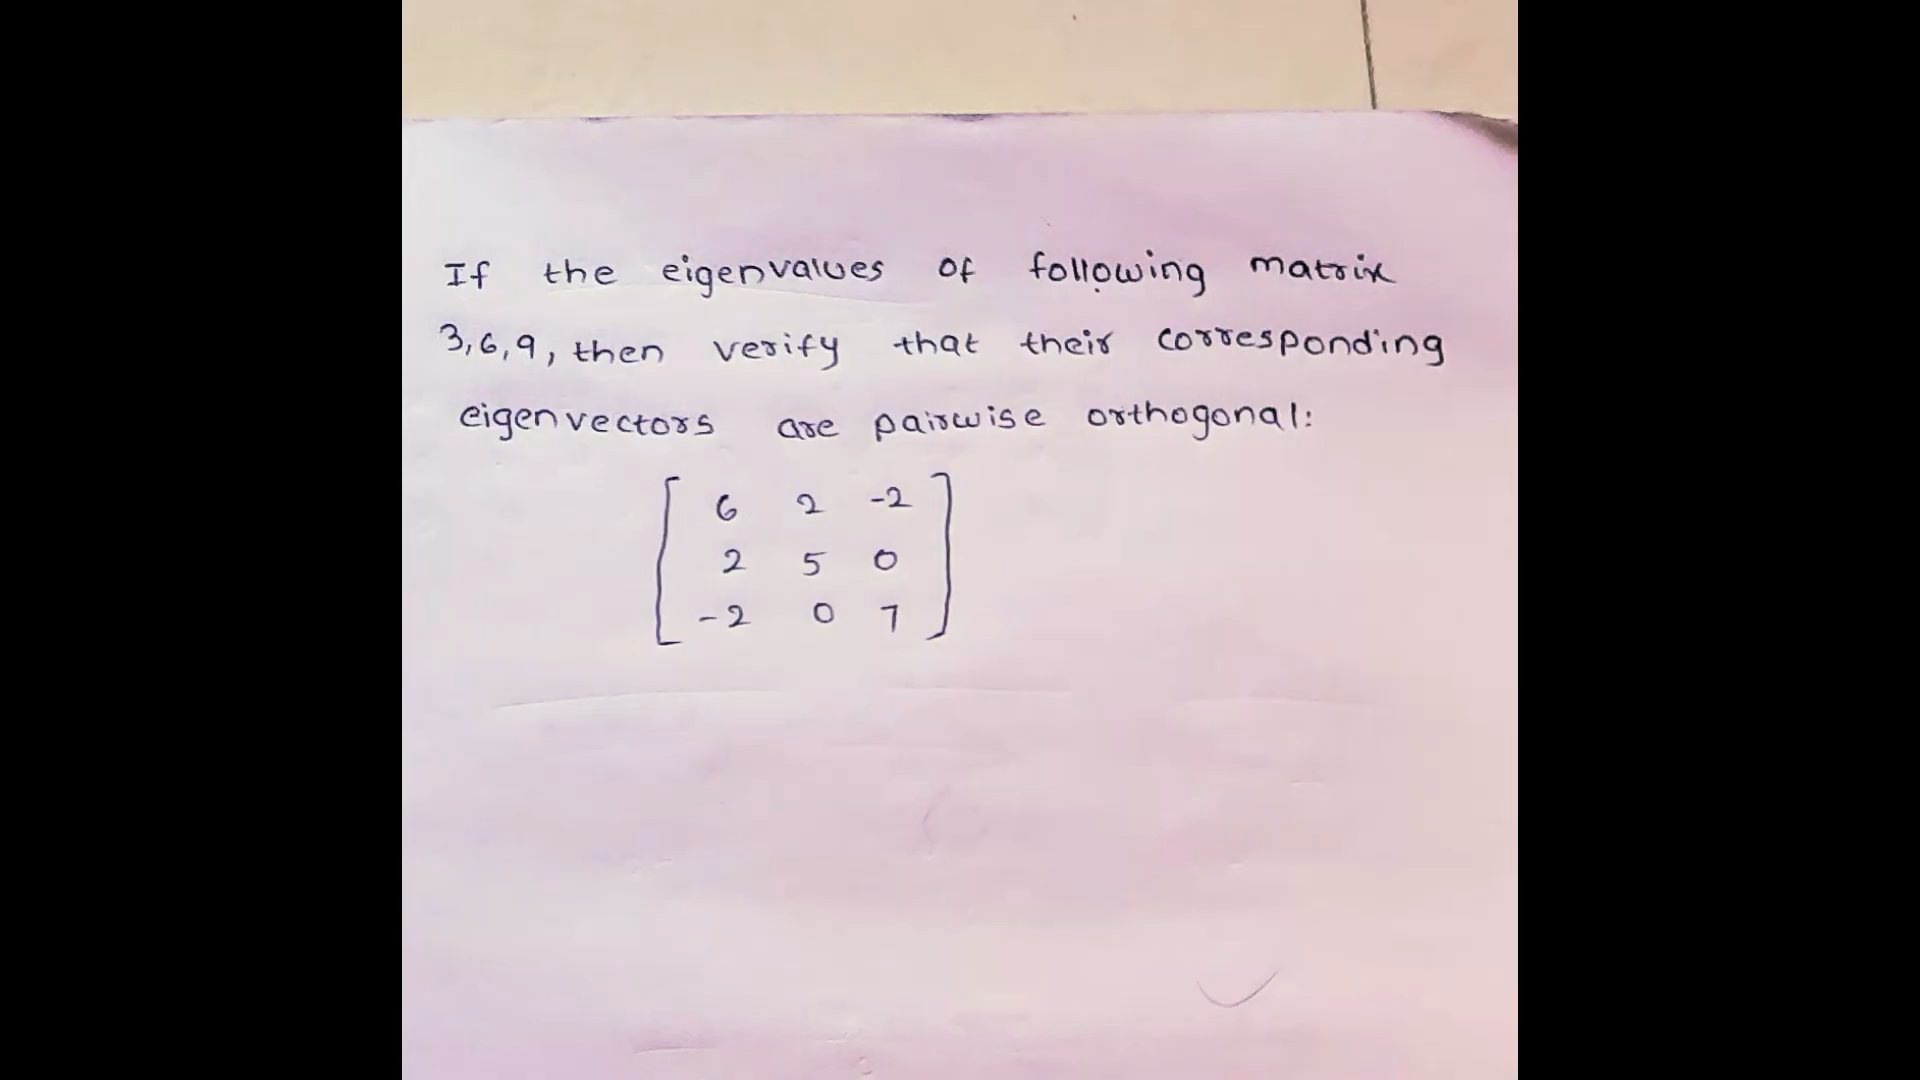 If the eigenvalues of following matrix
3,6,9, then verify that their corresponding
eigenvectors are pairwise orthogonal:
6 2 -2
2 5 0
-2 0 7